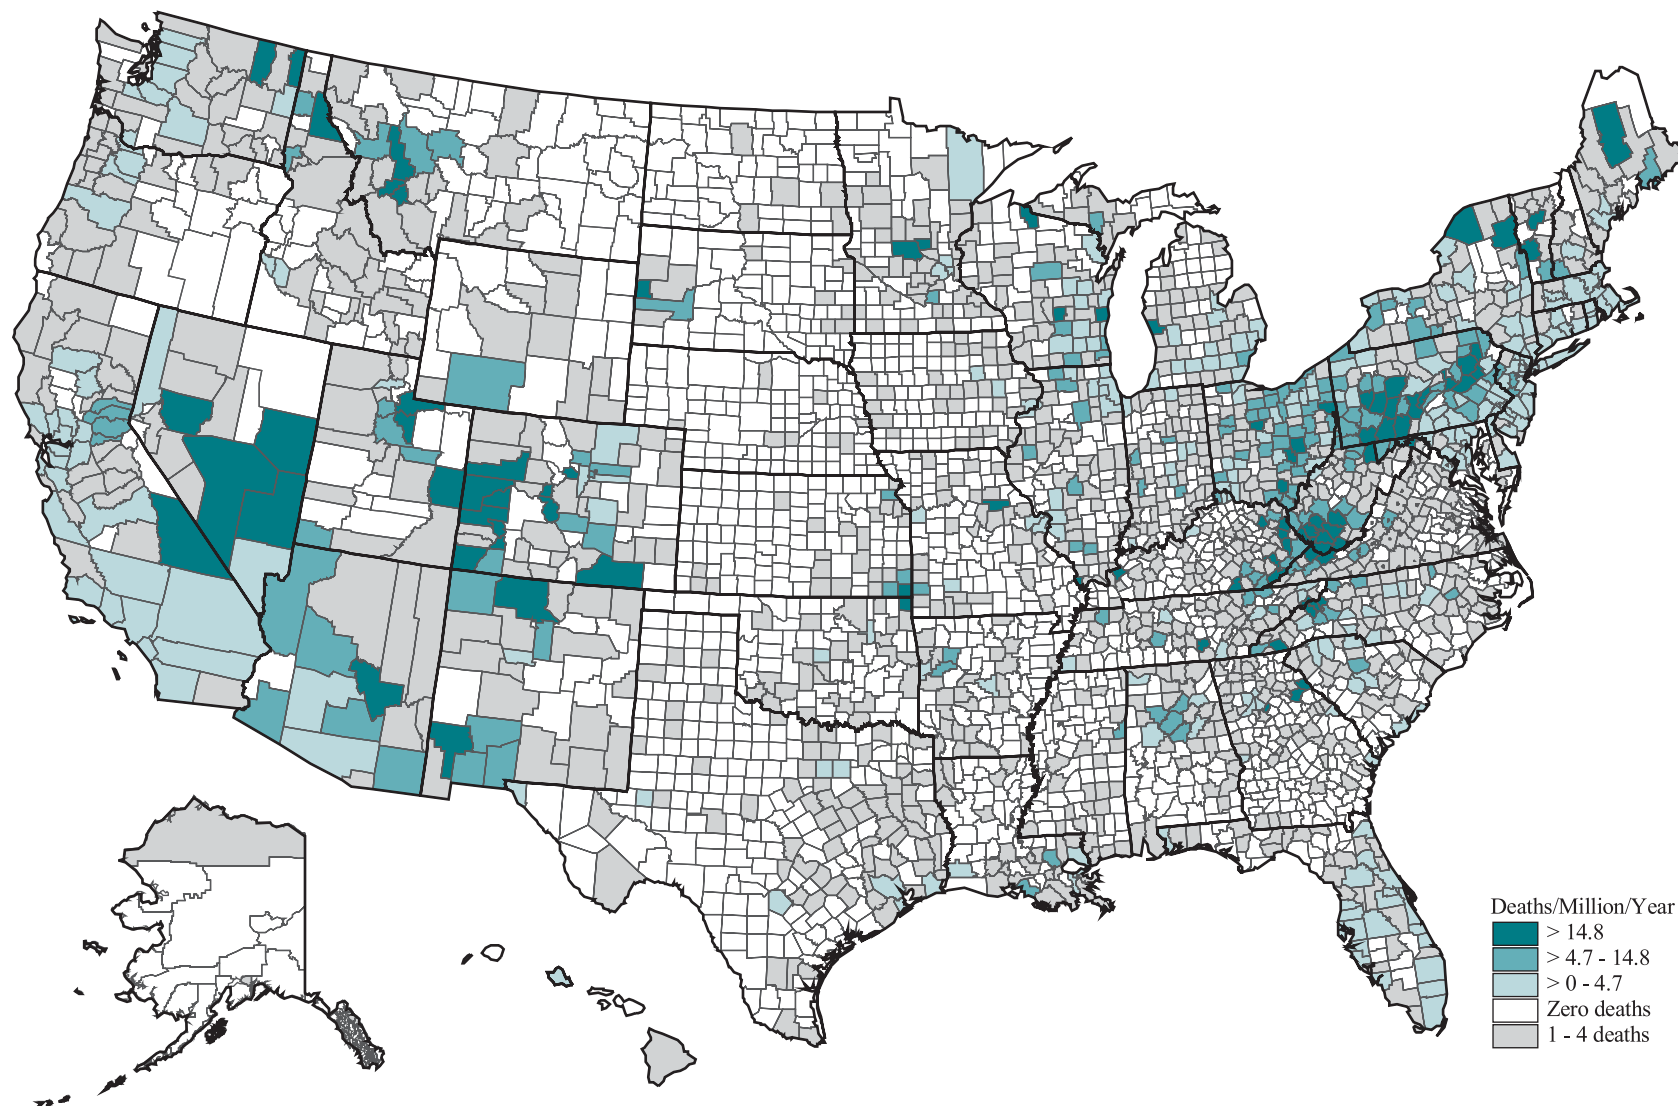 Deaths/Million/Year
> 14.8
> 4.7 - 14.8
> 0 - 4.7
Zero deaths
1 - 4 deaths